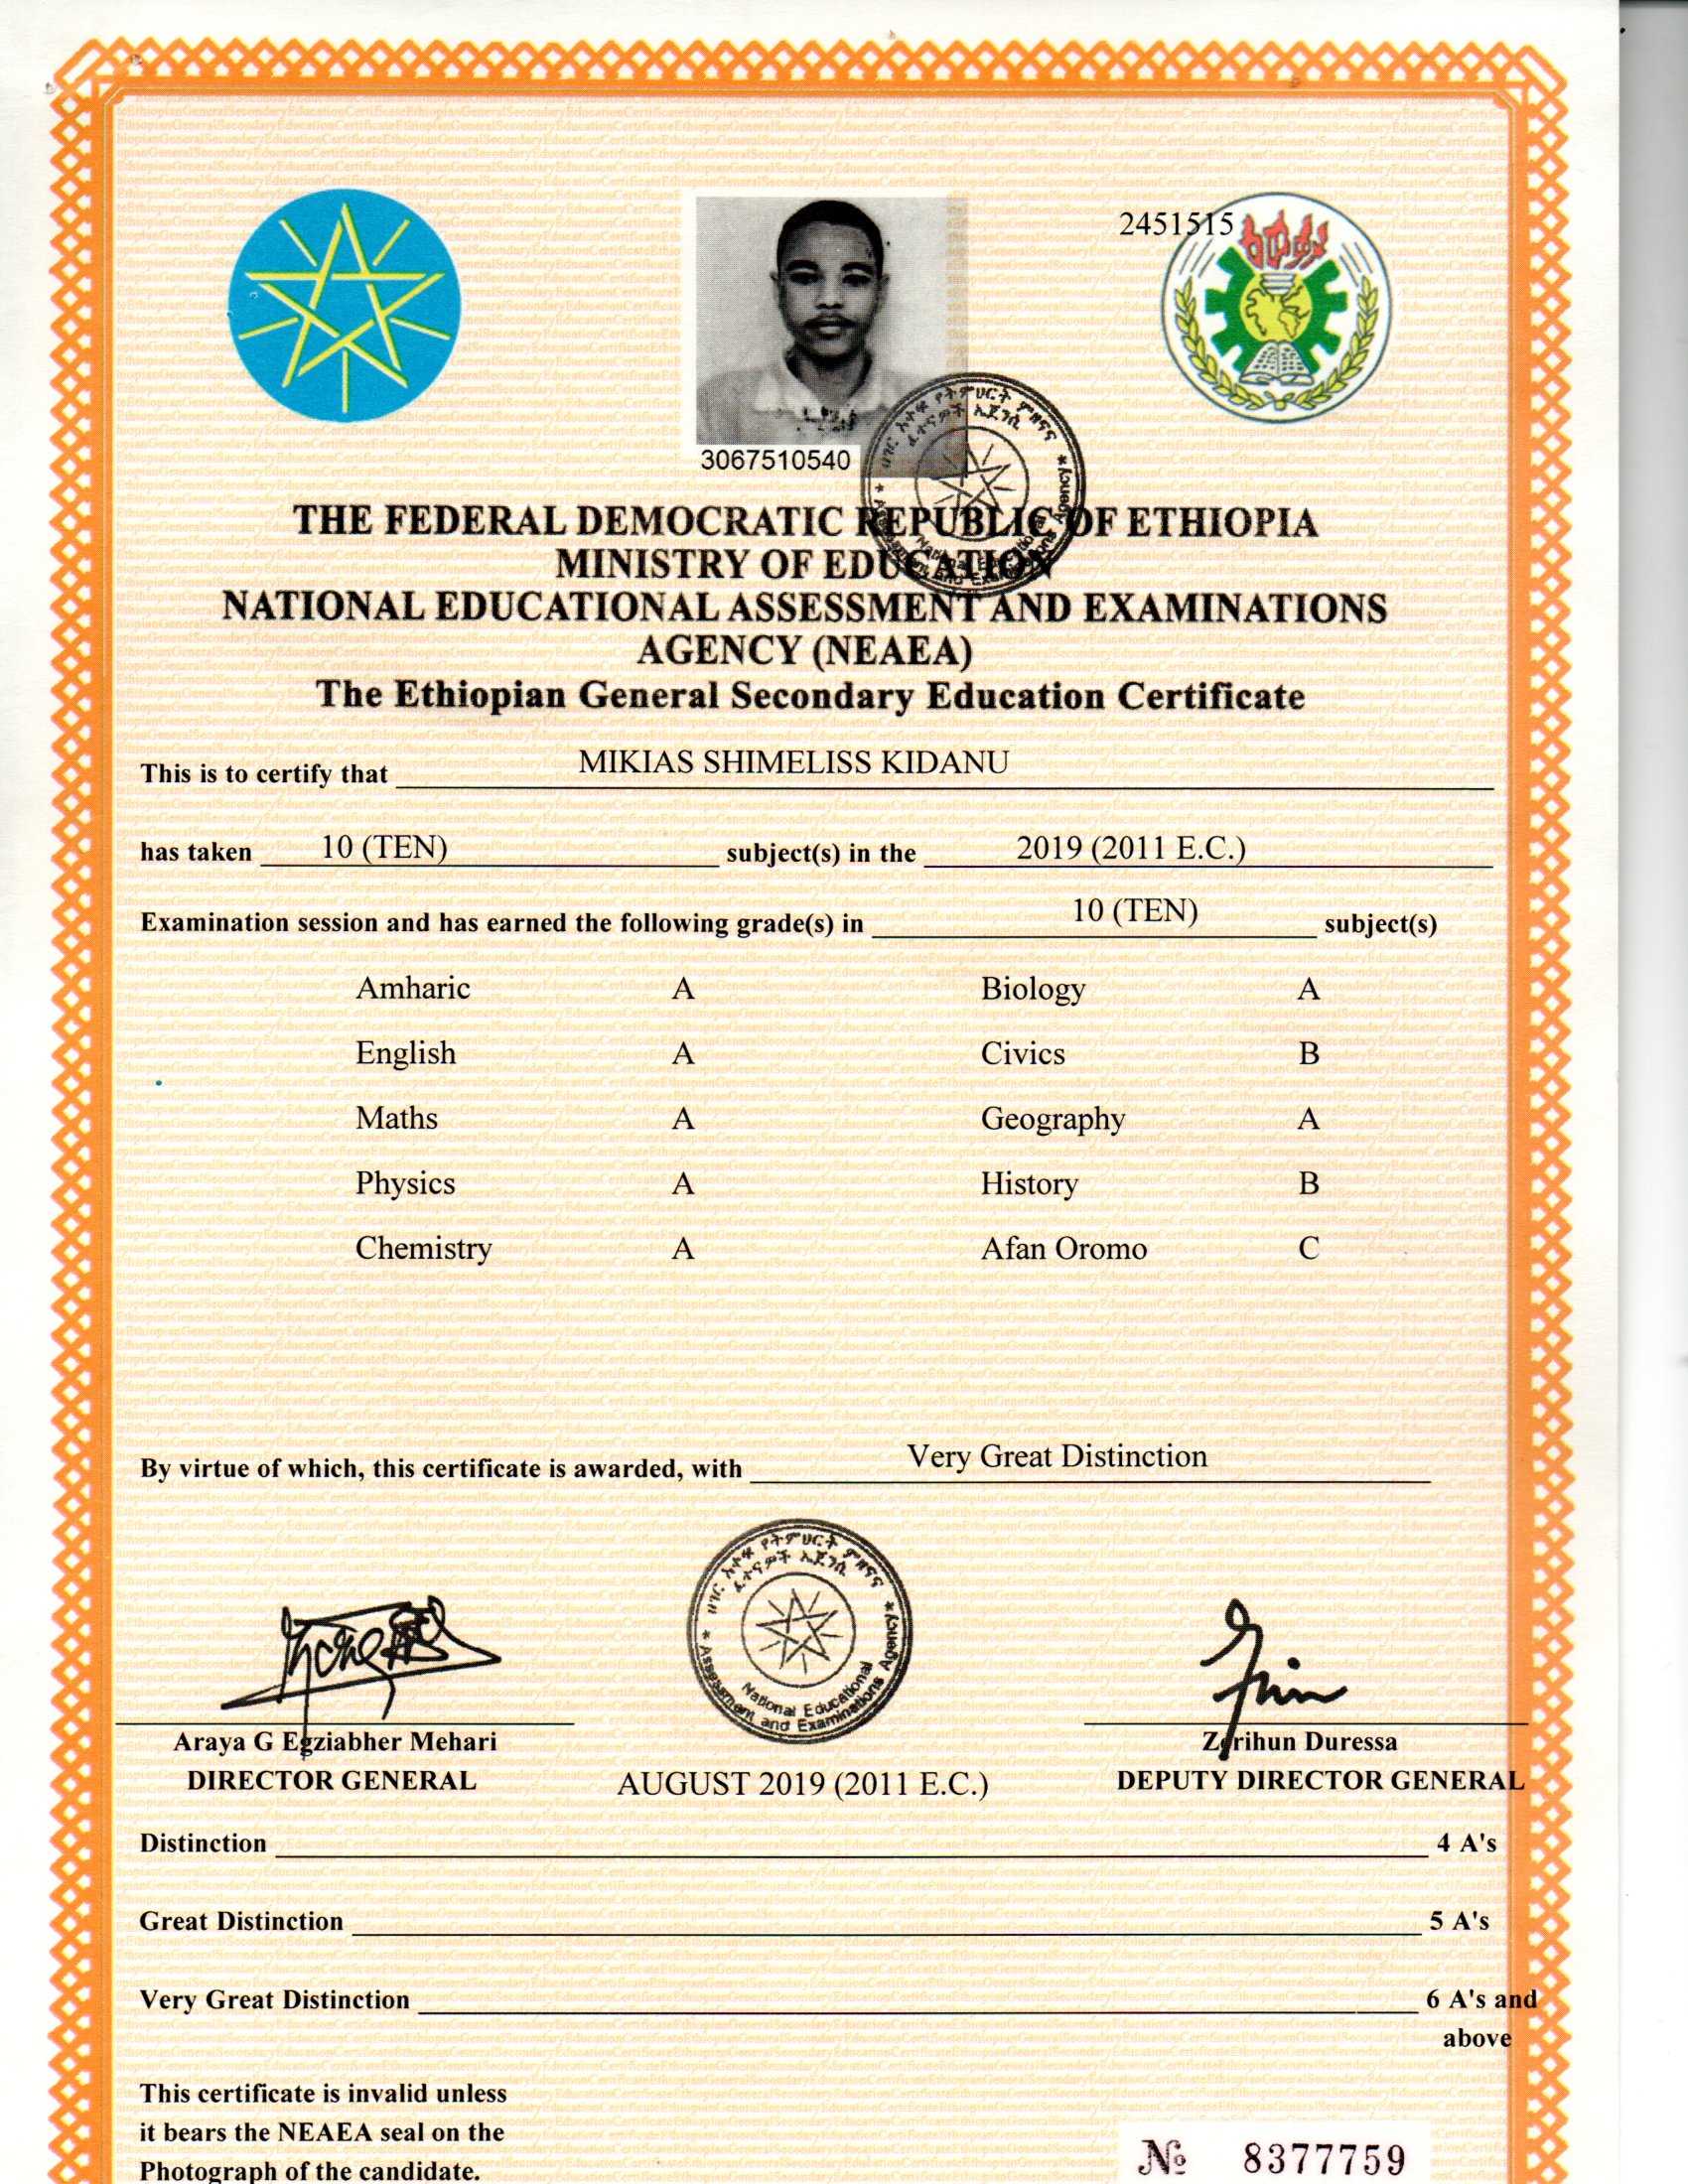 2451515
3067510540
THE FEDERAL DEMOCRATIC REPUBLIC OF ETHIOPIA
MINISTRY OF EDUCATION
NATIONAL EDUCATIONAL ASSESSMENT AND EXAMINATIONS
AGENCY (NEAEA)
The Ethiopian General Secondary Education Certificate
This is to certify that MIKIAS SHIMELISS KIDANU
has taken 10 (TEN) subject(s) in the 2019 (2011 E.C.)
Examination session and has earned the following grade(s) in 10 (TEN) subject(s)
Amharic A Biology A
English A Civics B
Maths A Geography A
Physics A History B
Chemistry A Afan Oromo C
By virtue of which, this certificate is awarded, with Very Great Distinction
የትምህርት ምዘናና
ፈተናዎች ኤጀንሲ
National Educational
Assessment and Examinations Agency
Araya G Egziabher Mehari Zerihun Duressa
DIRECTOR GENERAL AUGUST 2019 (2011 E.C.) DEPUTY DIRECTOR GENERAL
Distinction 4 A's
Great Distinction 5 A's
Very Great Distinction 6 A's and
above
This certificate is invalid unless
it bears the NEAEA seal on the
Photograph of the candidate.
№ 8377759